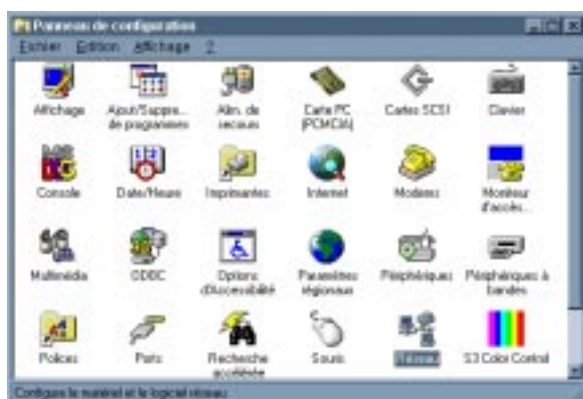 Panneau de configuration
Fichier Edition Affichage ?
Affichage
Ajout/Suppre...
de programmes
Alim. de
secours
Carte PC
(PCMCIA)
Cartes SCSI
Clavier
Console
Date/Heure
Imprimantes
Internet
Modems
Moniteur
d'accès...
Multimédia
ODBC
Options
d'Accessibilité
Paramètres
régionaux
Périphériques
Périphériques à
bandes
Polices
Ports
Recherche
accélérée
Souris
Réseau
S3 Color Control
Configure le matériel et le logiciel réseau